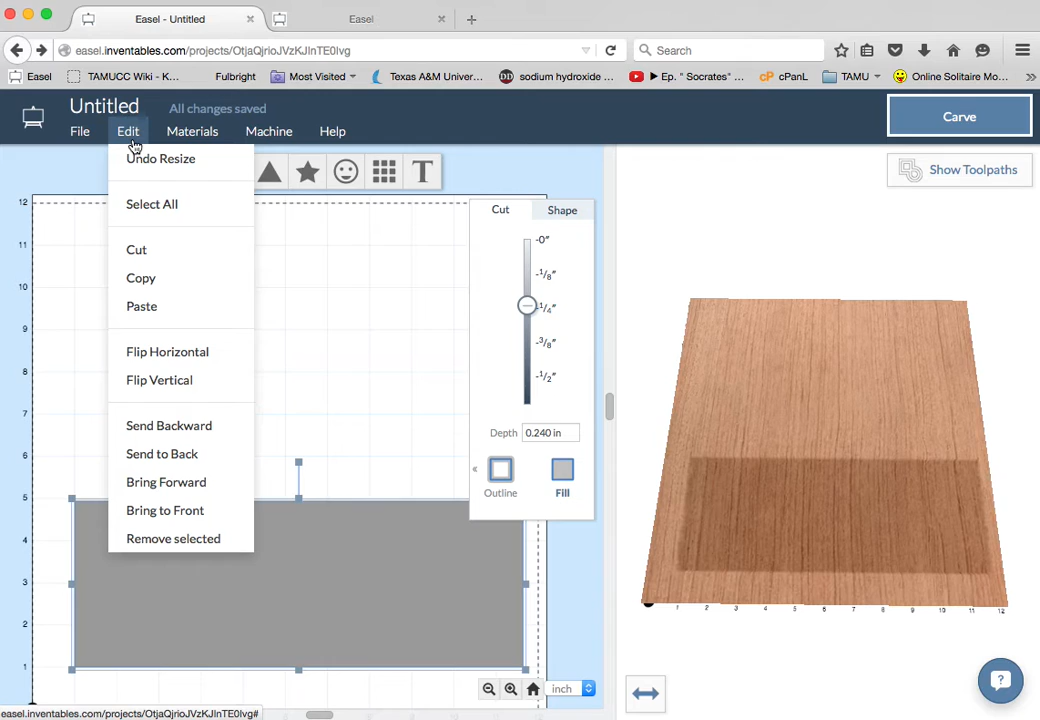 Easel - Untitled
Easel
easel.inventables.com/projects/OtjaQjrioJVzKJlnTE0lvg
Search
Easel
TAMUCC Wiki - K...
Fulbright
Most Visited
Texas A&M Univer...
DD sodium hydroxide ...
Ep. " Socrates" ...
cP cPanL
TAMU
Online Solitaire Mo...
Untitled
All changes saved
Carve
File
Edit
Materials
Machine
Help
Undo Resize
Select All
Cut
Copy
Paste
Flip Horizontal
Flip Vertical
Send Backward
Send to Back
Bring Forward
Bring to Front
Remove selected
T
Show Toolpaths
12
11
10
9
8
7
6
5
4
3
2
1
Cut
Shape
-0"
-1/8"
-1/4"
-3/8"
-1/2"
Depth
0.240 in
Outline
Fill
inch
1 2 3 4 5 6 7 8 9 10 11 12
easel.inventables.com/projects/OtjaQjrioJVzKJlnTE0lvg#